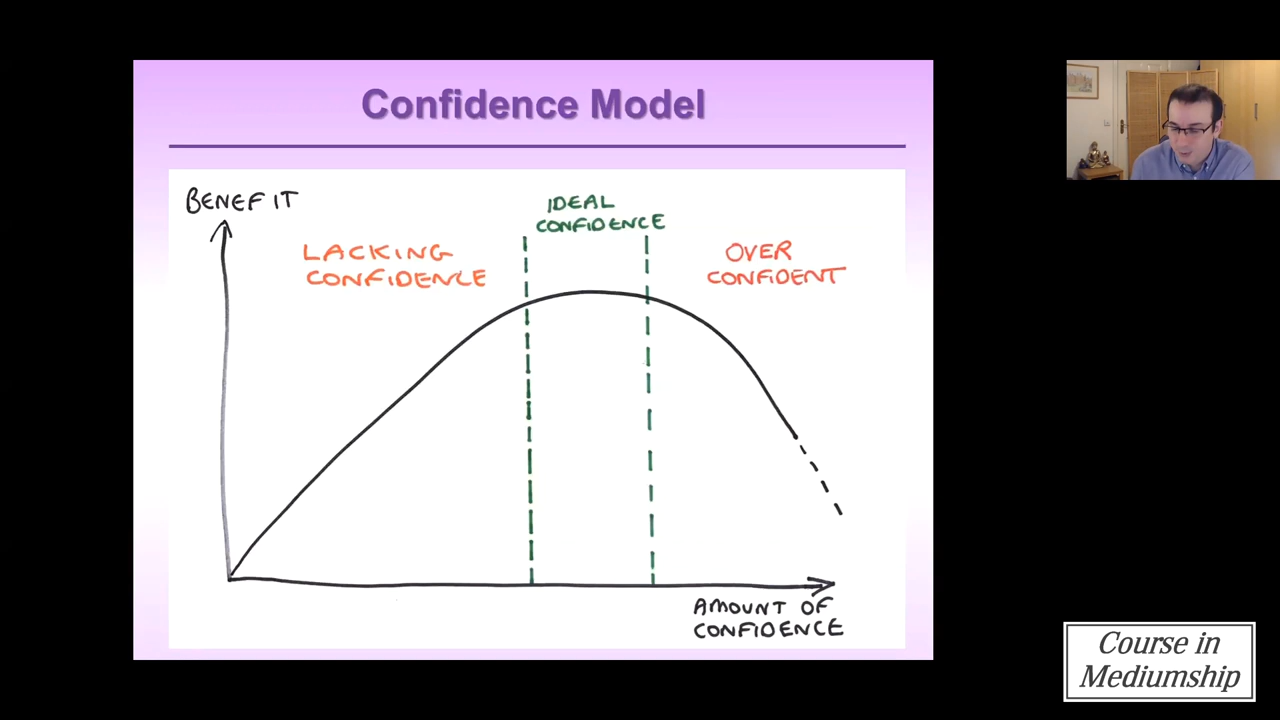 Confidence Model
BENEFIT
IDEAL
CONFIDENCE
LACKING
CONFIDENCE
OVER
CONFIDENT
AMOUNT OF
CONFIDENCE
Course in
Mediumship